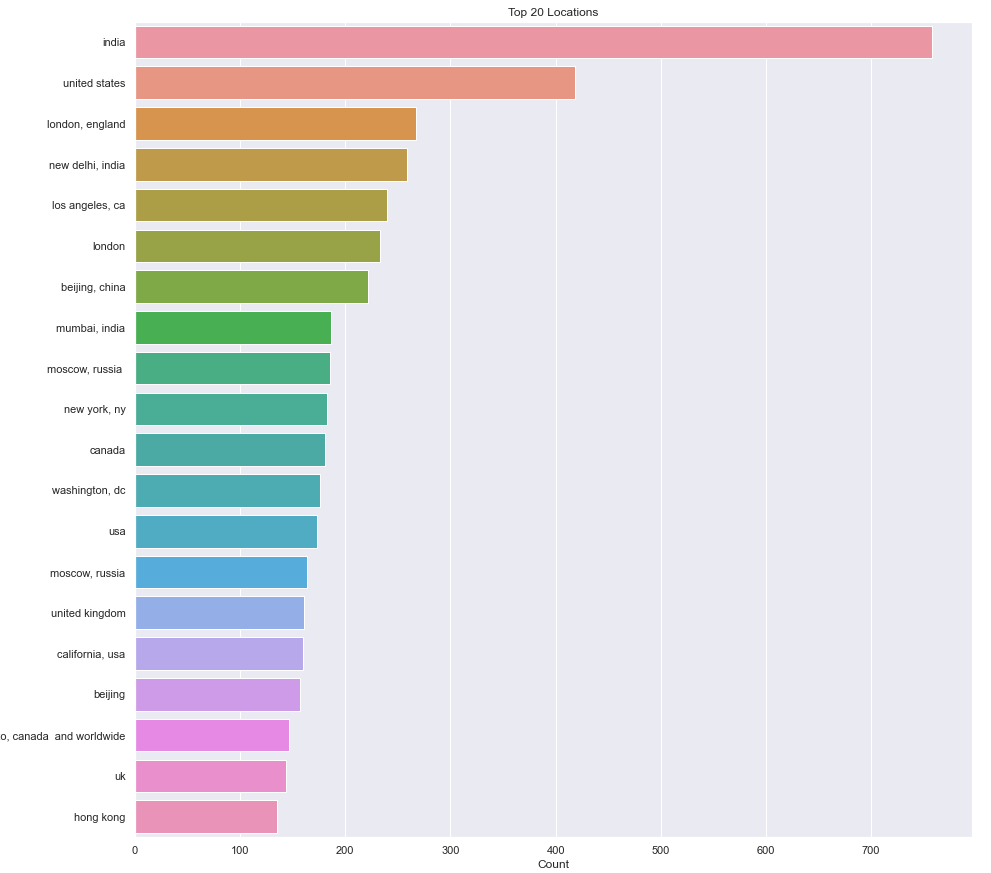 Top 20 Locations
india
united states
london, england
new delhi, india
los angeles, ca
london
beijing, china
mumbai, india
moscow, russia
new york, ny
canada
washington, dc
usa
moscow, russia
united kingdom
california, usa
beijing
o, canada  and worldwide
uk
hong kong
0 100 200 300 400 500 600 700
Count